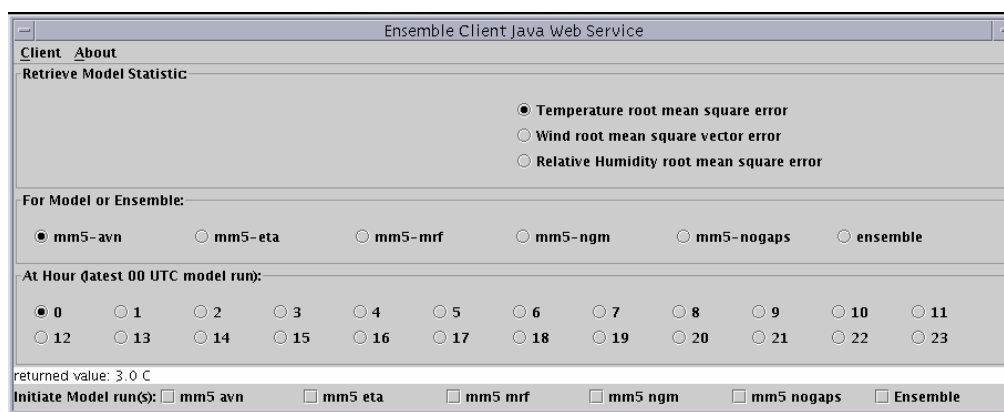 Ensemble Client Java Web Service
Client About
Retrieve Model Statistic:
Temperature root mean square error
Wind root mean square vector error
Relative Humidity root mean square error
For Model or Ensemble:
mm5-avn mm5-eta mm5-mrf mm5-ngm mm5-nogaps ensemble
At Hour (latest 00 UTC model run):
0 1 2 3 4 5 6 7 8 9 10 11
12 13 14 15 16 17 18 19 20 21 22 23
returned value: 3.0 C
Initiate Model run(s): mm5 avn mm5 eta mm5 mrf mm5 ngm mm5 nogaps Ensemble